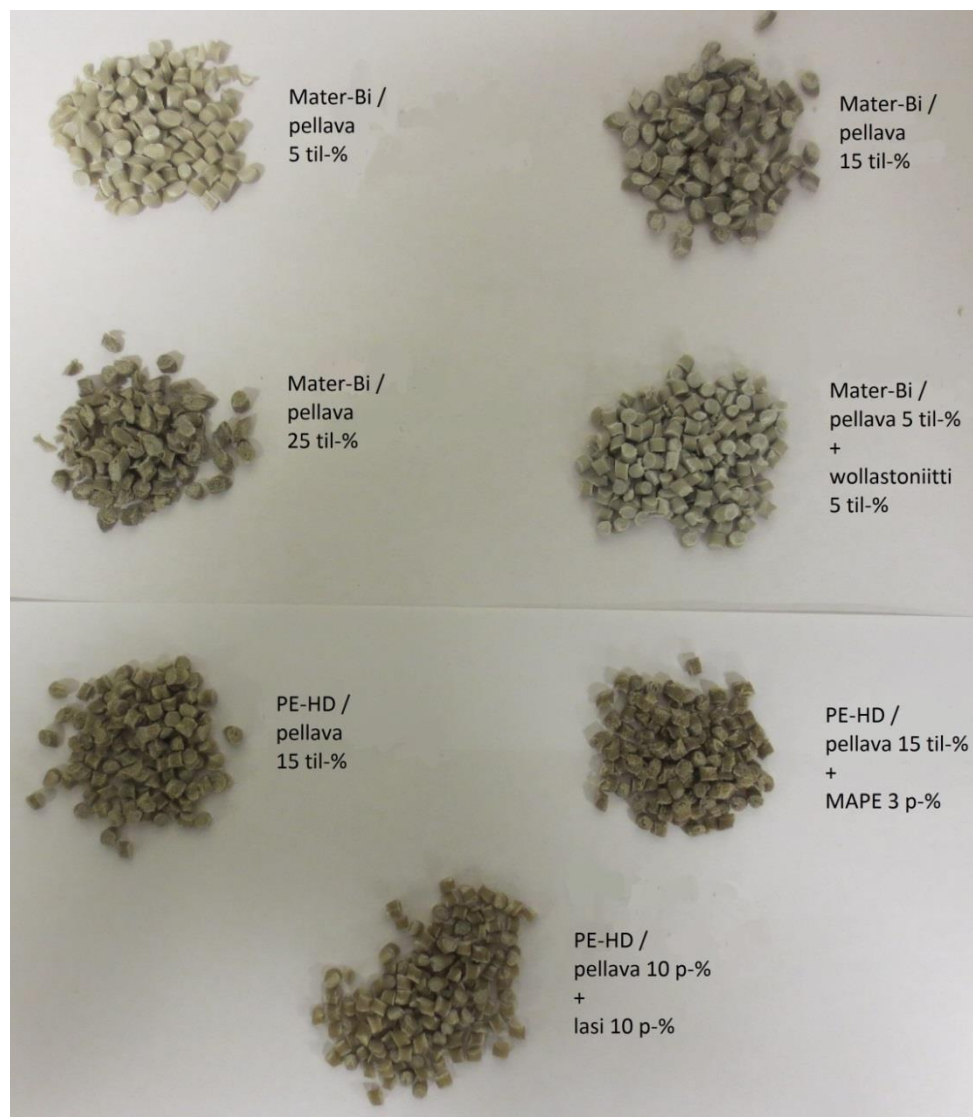 Mater-Bi /
pellava
5 til-%
Mater-Bi /
pellava
15 til-%
Mater-Bi /
pellava
25 til-%
Mater-Bi /
pellava 5 til-%
+
wollastoniitti
5 til-%
PE-HD /
pellava
15 til-%
PE-HD /
pellava 15 til-%
+
MAPE 3 p-%
PE-HD /
pellava 10 p-%
+
lasi 10 p-%